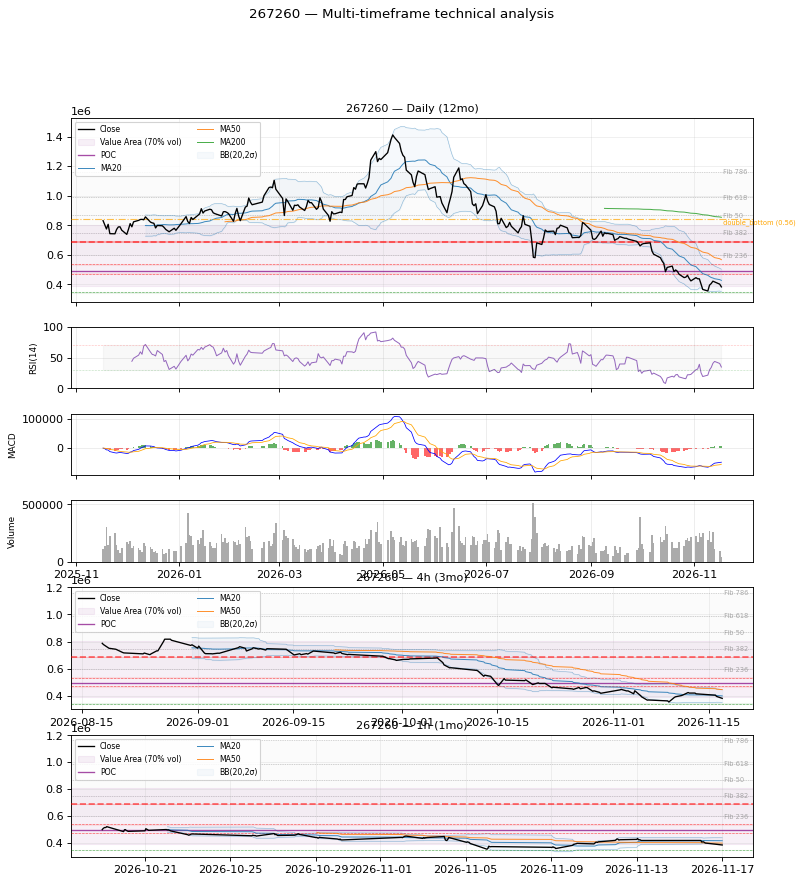 267260 — Multi-timeframe technical analysis
267260 — Daily (12mo)
1e6
Close
Value Area (70% vol)
POC
MA20
MA50
MA200
BB(20,2σ)
1.4
1.2
1.0
0.8
0.6
0.4
Fib 786
Fib 618
Fib 50
double_bottom (0.56)
Fib 382
Fib 236
RSI(14)
100
50
0
MACD
100000
0
Volume
500000
0
2025-11 2026-01 2026-03 2026-05 2026-07 2026-09 2026-11
267260 — 4h (3mo)
1e6
Close
Value Area (70% vol)
POC
MA20
MA50
BB(20,2σ)
1.2
1.0
0.8
0.6
0.4
Fib 786
Fib 618
Fib 50
Fib 382
Fib 236
2026-08-15 2026-09-01 2026-09-15 2026-10-01 2026-10-15 2026-11-01 2026-11-15
267260 — 1h (1mo)
1e6
Close
Value Area (70% vol)
POC
MA20
MA50
BB(20,2σ)
1.2
1.0
0.8
0.6
0.4
Fib 786
Fib 618
Fib 50
Fib 382
Fib 236
2026-10-21 2026-10-25 2026-10-29 2026-11-01 2026-11-05 2026-11-09 2026-11-13 2026-11-17